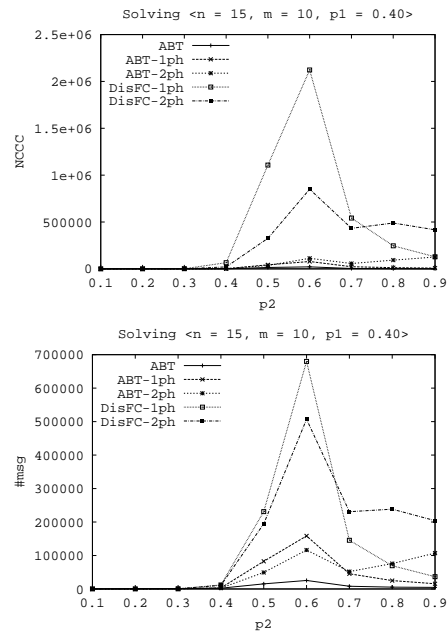 Solving <n = 15, m = 10, p1 = 0.40>
ABT
ABT-1ph
ABT-2ph
DisFC-1ph
DisFC-2ph
2.5e+06
2e+06
1.5e+06
1e+06
500000
0
NCCC
0.1 0.2 0.3 0.4 0.5 0.6 0.7 0.8 0.9
p2
Solving <n = 15, m = 10, p1 = 0.40>
ABT
ABT-1ph
ABT-2ph
DisFC-1ph
DisFC-2ph
700000
600000
500000
400000
300000
200000
100000
0
#msg
0.1 0.2 0.3 0.4 0.5 0.6 0.7 0.8 0.9
p2